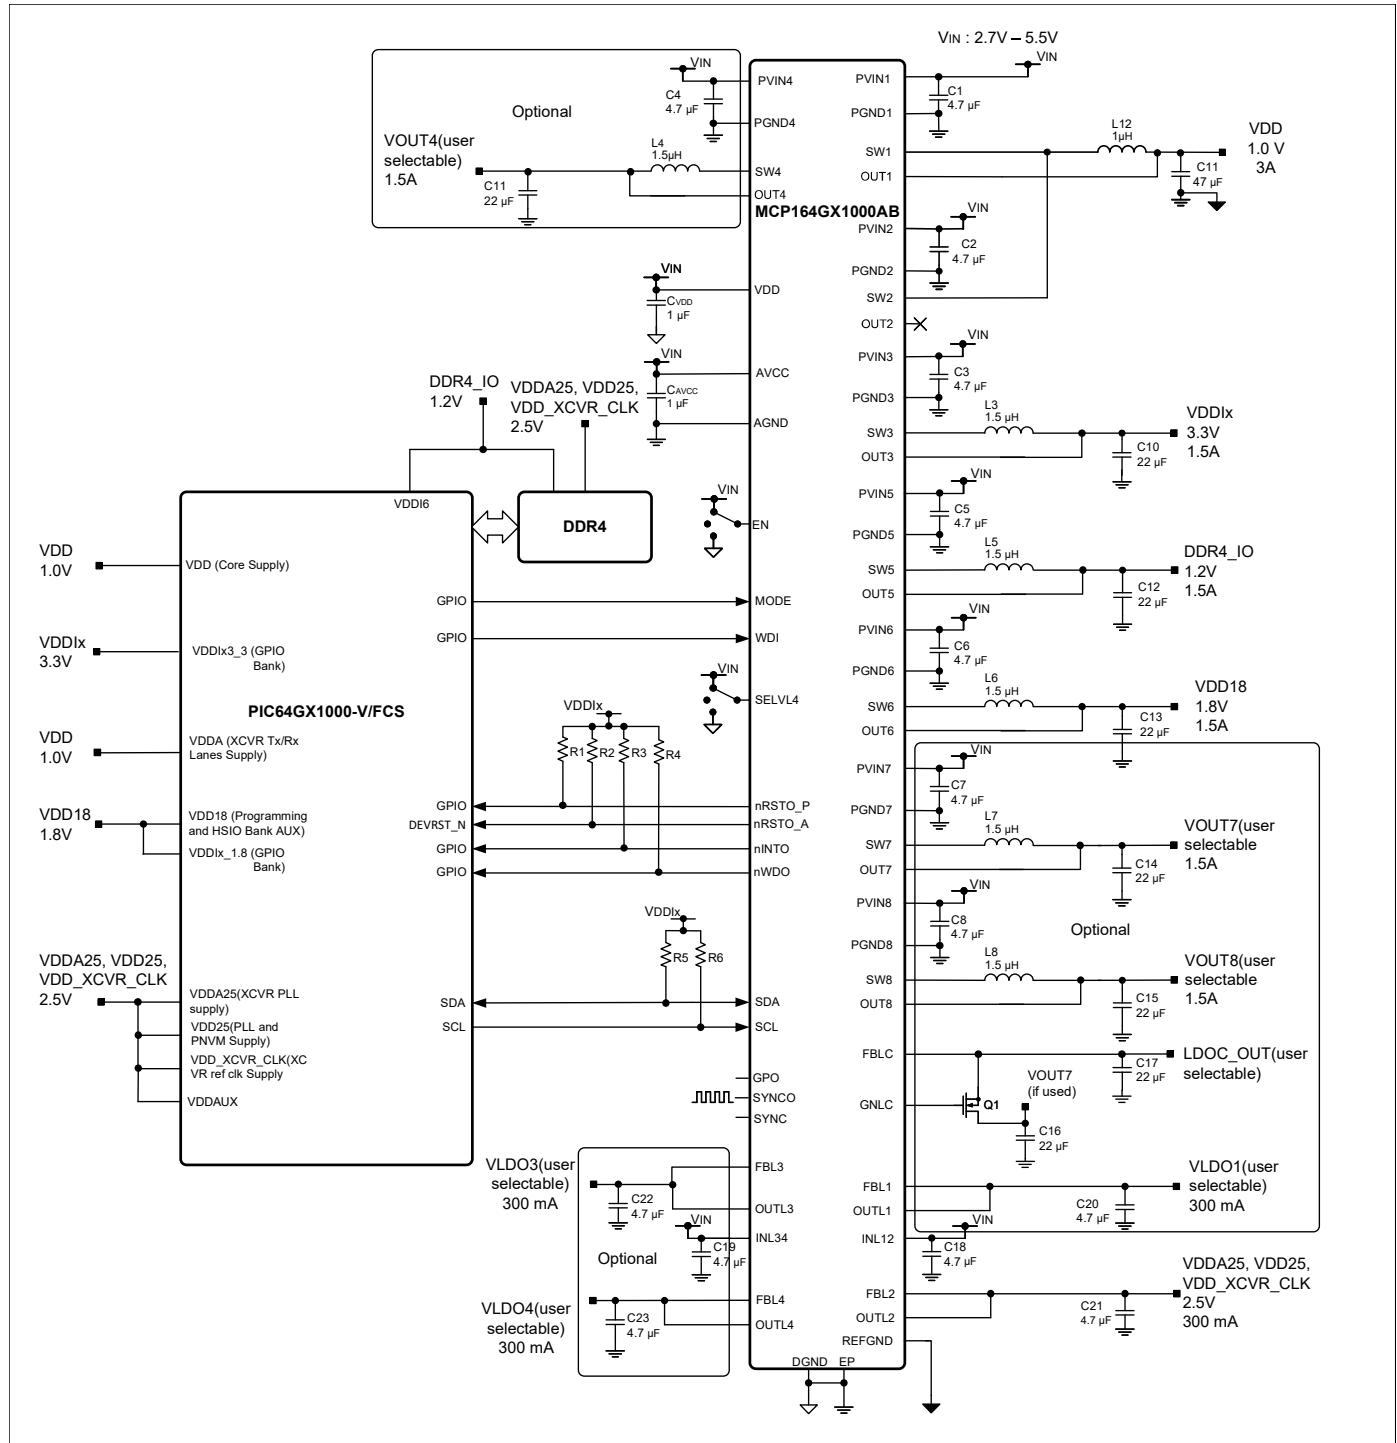 VIN : 2.7V – 5.5V
VIN
PVIN4
C4
4.7 µF
Optional
PGND4
VOUT4(user
selectable)
1.5A
L4
1.5µH
SW4
C11
22 µF
OUT4
VIN
PVIN1
C1
4.7 µF
PGND1
L12
1µH
VDD
1.0 V
3A
SW1
OUT1
C11
47 µF
MCP164GX1000AB
VIN
PVIN2
C2
4.7 µF
PGND2
SW2
OUT2
VIN
VDD
CVDD
1 µF
VIN
AVCC
CAVCC
1 µF
AGND
VIN
PVIN3
C3
4.7 µF
PGND3
L3
1.5 µH
VDDIx
3.3V
1.5A
SW3
OUT3
C10
22 µF
DDR4_IO
1.2V
VDDA25, VDD25,
VDD_XCVR_CLK
2.5V
VDDI6
DDR4
VIN
EN
VIN
PVIN5
C5
4.7 µF
PGND5
L5
1.5 µH
DDR4_IO
1.2V
1.5A
SW5
OUT5
C12
22 µF
VDD
1.0V
VDD (Core Supply)
GPIO
MODE
GPIO
WDI
VIN
PVIN6
C6
4.7 µF
PGND6
VDDIx
3.3V
VDDIx3_3 (GPIO
Bank)
VIN
SELVL4
L6
1.5 µH
VDD18
1.8V
1.5A
SW6
OUT6
C13
22 µF
PIC64GX1000-V/FCS
VDDIx
R1
R2
R3
R4
VDD
1.0V
VDDA (XCVR Tx/Rx
Lanes Supply)
VIN
PVIN7
C7
4.7 µF
PGND7
VDD18
1.8V
VDD18 (Programming
and HSIO Bank AUX)
VDDIx_1.8 (GPIO
Bank)
GPIO
nRSTO_P
DEVRST_N
nRSTO_A
GPIO
nINTO
GPIO
nWDO
L7
1.5 µH
VOUT7(user
selectable
1.5A
SW7
OUT7
C14
22 µF
VIN
PVIN8
C8
4.7 µF
PGND8
Optional
VDDIx
R5
R6
VDDA25, VDD25,
VDD_XCVR_CLK
2.5V
VDDA25(XCVR PLL
supply)
VDD25(PLL and
PNVM Supply)
VDD_XCVR_CLK(XC
VR ref clk Supply
VDDAUX
SDA
SDA
SCL
SCL
L8
1.5 µH
VOUT8(user
selectable
1.5A
SW8
OUT8
C15
22 µF
FBLC
LDOC_OUT(user
selectable)
C17
22 µF
VOUT7
(if used)
GNLC
Q1
C16
22 µF
GPO
SYNCO
SYNC
VLDO3(user
selectable)
300 mA
FBL3
C22
4.7 µF
OUTL3
VIN
INL34
C19
4.7 µF
Optional
VLDO4(user
selectable)
300 mA
FBL4
C23
4.7 µF
OUTL4
FBL1
OUTL1
C20
4.7 µF
VLDO1(user
selectable)
300 mA
VIN
INL12
C18
4.7 µF
VDDA25, VDD25,
VDD_XCVR_CLK
2.5V
300 mA
FBL2
OUTL2
C21
4.7 µF
REFGND
DGND
EP